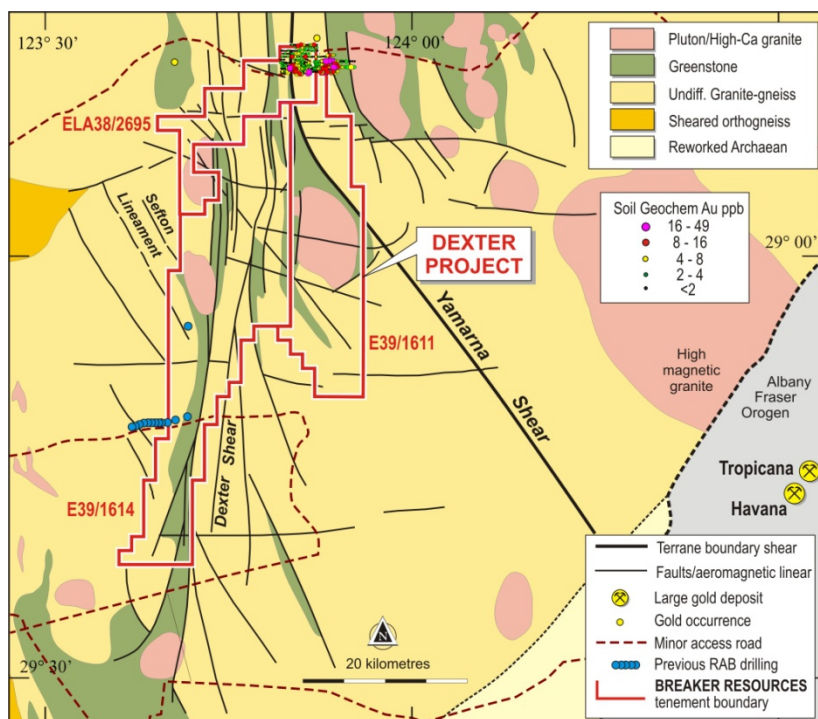 123° 30'
124° 00'
Pluton/High-Ca granite
Greenstone
Undiff. Granite-gneiss
Sheared orthogneiss
Reworked Archaean
ELA38/2695
Sefton
Lineament
Soil Geochem Au ppb
16 - 49
8 - 16
4 - 8
2 - 4
<2
29° 00'
DEXTER
PROJECT
Yamarna
Shear
E39/1611
High
magnetic
granite
Albany
Fraser
Orogen
Tropicana
Havana
Dexter Shear
E39/1614
Terrane boundary shear
Faults/aeromagnetic linear
Large gold deposit
Gold occurrence
Minor access road
Previous RAB drilling
BREAKER RESOURCES
tenement boundary
N
20 kilometres
29° 30'